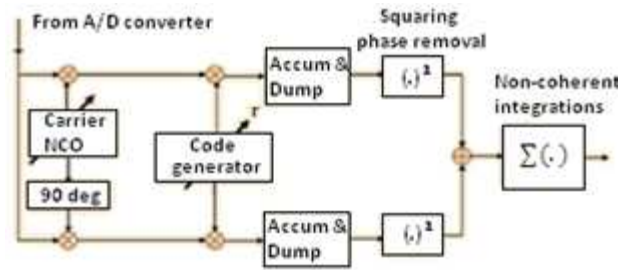 From A/D converter
Squaring
phase removal
Accum &
Dump
(.)²
Non-coherent
integrations
Carrier
NCO
τ
Code
generator
Σ(.)
90 deg
Accum &
Dump
(.)²